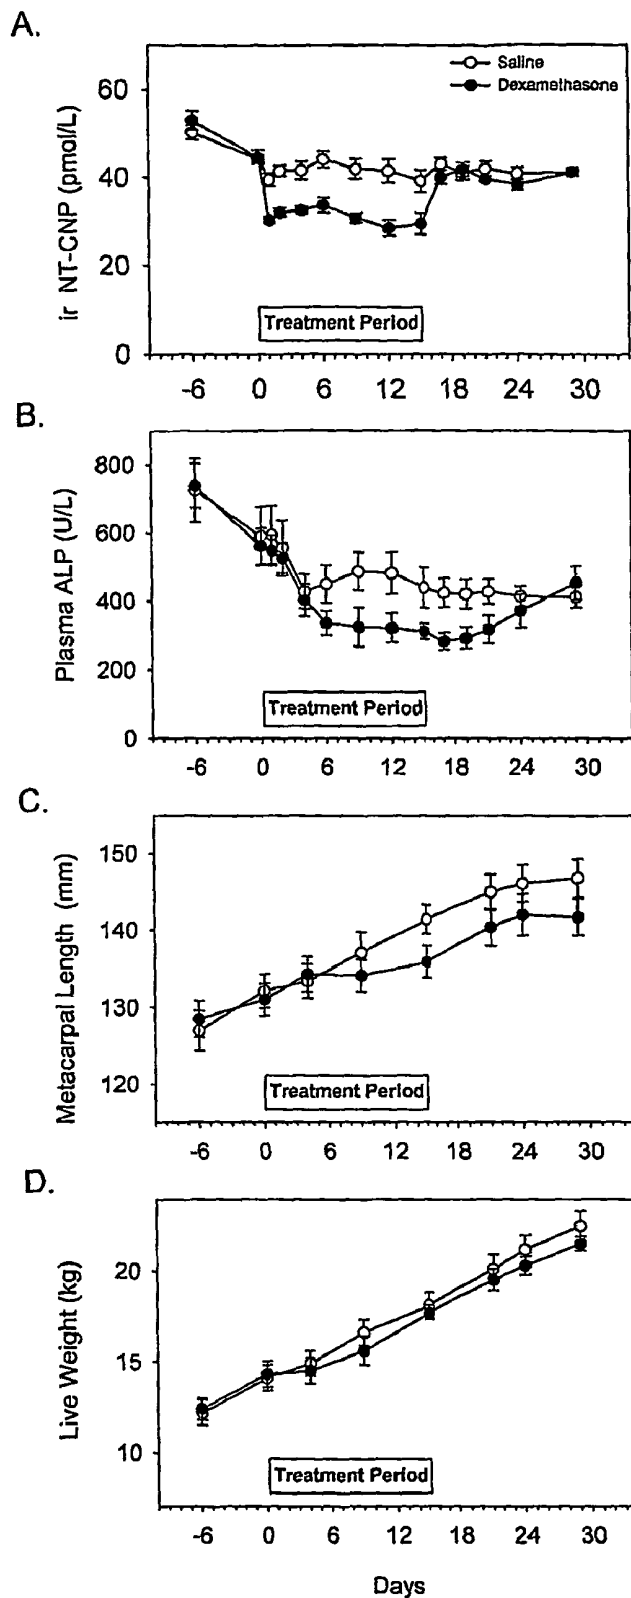 A.
Saline
Dexamethasone
ir NT-CNP (pmol/L)
60
40
20
0
Treatment Period
-6 0 6 12 18 24 30
B.
Plasma ALP (U/L)
800
600
400
200
0
Treatment Period
-6 0 6 12 18 24 30
C.
Metacarpal Length (mm)
150
140
130
120
Treatment Period
-6 0 6 12 18 24 30
D.
Live Weight (kg)
20
15
10
Treatment Period
-6 0 6 12 18 24 30
Days